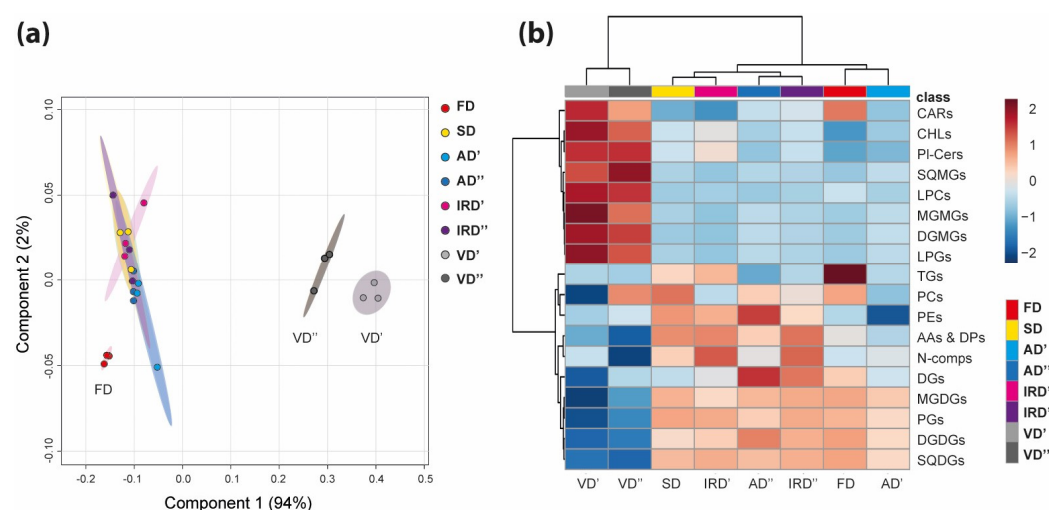 (a)
0.10
0.05
0.0
-0.05
-0.10
Component 2 (2%)
-0.2
-0.1
0.0
0.1
0.2
0.3
0.4
0.5
Component 1 (94%)
FD
VD''
VD'
FD
SD
AD'
AD''
IRD'
IRD''
VD'
VD''
(b)
class
CARs
CHLs
PI-Cers
SQMGs
LPCs
MGMGs
DGMGs
LPGs
TGs
PCs
PEs
AAs & DPs
N-comps
DGs
MGDGs
PGs
DGDGs
SQDGs
VD'
VD''
SD
IRD'
AD''
IRD''
FD
AD'
2
1
0
−1
−2
FD
SD
AD'
AD''
IRD'
IRD'
VD'
VD''